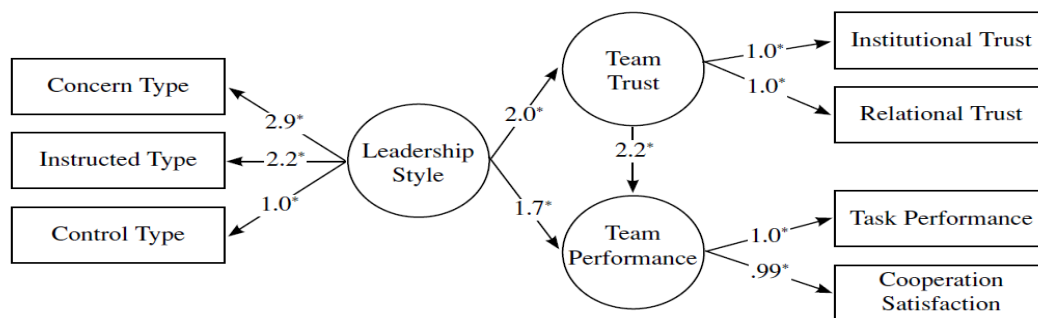 Concern Type
Instructed Type
Control Type
2.9*
2.2*
1.0*
Leadership
Style
2.0*
1.7*
Team
Trust
2.2*
Team
Performance
1.0*
1.0*
Institutional Trust
Relational Trust
1.0*
.99*
Task Performance
Cooperation
Satisfaction